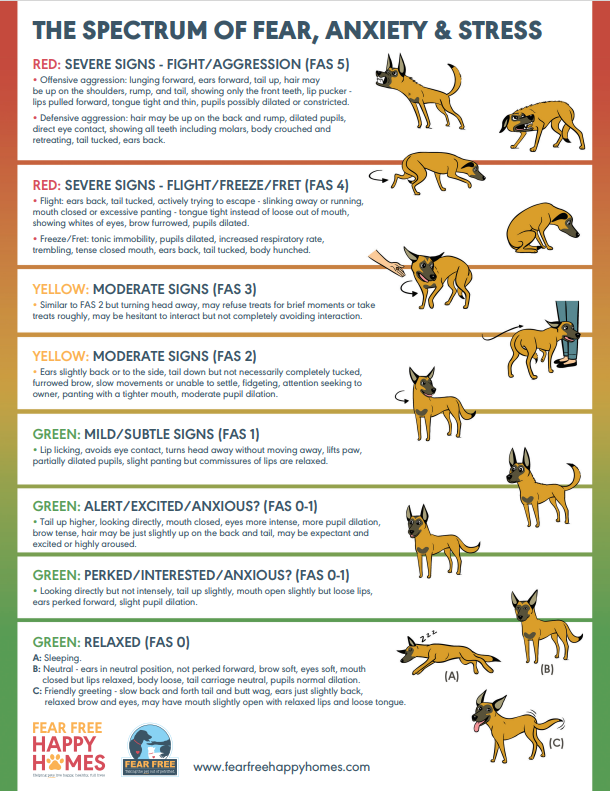 THE SPECTRUM OF FEAR, ANXIETY & STRESS
RED: SEVERE SIGNS - FIGHT/AGGRESSION (FAS 5)
• Offensive aggression: lunging forward, ears forward, tail up, hair may
be up on the shoulders, rump, and tail, showing only the front teeth, lip pucker -
lips pulled forward, tongue tight and thin, pupils possibly dilated or constricted.
• Defensive aggression: hair may be up on the back and rump, dilated pupils,
direct eye contact, showing all teeth including molars, body crouched and
retreating, tail tucked, ears back.
RED: SEVERE SIGNS - FLIGHT/FREEZE/FRET (FAS 4)
• Flight: ears back, tail tucked, actively trying to escape - slinking away or running,
mouth closed or excessive panting - tongue tight instead of loose out of mouth,
showing whites of eyes, brow furrowed, pupils dilated.
• Freeze/Fret: tonic immobility, pupils dilated, increased respiratory rate,
trembling, tense closed mouth, ears back, tail tucked, body hunched.
YELLOW: MODERATE SIGNS (FAS 3)
• Similar to FAS 2 but turning head away, may refuse treats for brief moments or take
treats roughly, may be hesitant to interact but not completely avoiding interaction.
YELLOW: MODERATE SIGNS (FAS 2)
• Ears slightly back or to the side, tail down but not necessarily completely tucked,
furrowed brow, slow movements or unable to settle, fidgeting, attention seeking to
owner, panting with a tighter mouth, moderate pupil dilation.
GREEN: MILD/SUBTLE SIGNS (FAS 1)
• Lip licking, avoids eye contact, turns head away without moving away, lifts paw,
partially dilated pupils, slight panting but commissures of lips are relaxed.
GREEN: ALERT/EXCITED/ANXIOUS? (FAS 0-1)
• Tail up higher, looking directly, mouth closed, eyes more intense, more pupil dilation,
brow tense, hair may be just slightly up on the back and tail, may be expectant and
excited or highly aroused.
GREEN: PERKED/INTERESTED/ANXIOUS? (FAS 0-1)
• Looking directly but not intensely, tail up slightly, mouth open slightly but loose lips,
ears perked forward, slight pupil dilation.
GREEN: RELAXED (FAS 0)
A: Sleeping.
B: Neutral - ears in neutral position, not perked forward, brow soft, eyes soft, mouth
closed but lips relaxed, body loose, tail carriage neutral, pupils normal dilation.
C: Friendly greeting - slow back and forth tail and butt wag, ears just slightly back,
relaxed brow and eyes, may have mouth slightly open with relaxed lips and loose tongue.
z z z
(A)
(B)
(C)
FEAR FREE
HAPPY
HOMES
FEAR FREE
www.fearfreehappyhomes.com